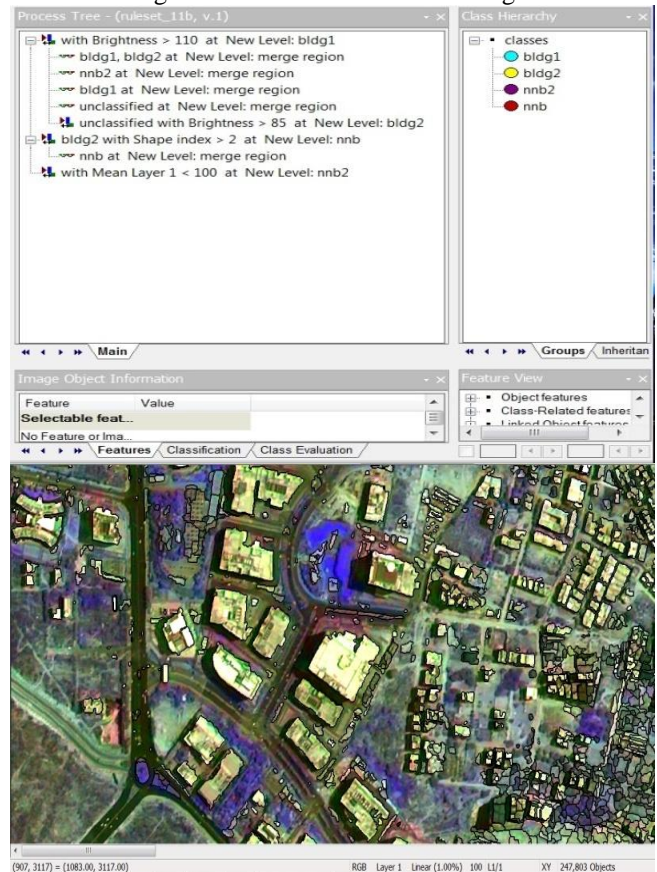 Process Tree - (ruleset_11b, v.1)
with Brightness > 110 at New Level: bldg1
bldg1, bldg2 at New Level: merge region
nnb2 at New Level: merge region
bldg1 at New Level: merge region
unclassified at New Level: merge region
unclassified with Brightness > 85 at New Level: bldg2
bldg2 with Shape index > 2 at New Level: nnb
nnb at New Level: merge region
with Mean Layer 1 < 100 at New Level: nnb2
Main
Class Hierarchy
classes
bldg1
bldg2
nnb2
nnb
Groups Inheritan
Image Object Information
Feature Value
Selectable feat...
No Feature or Ima...
Features Classification Class Evaluation
Feature View
Object features
Class-Related features
Linked Object features
(907, 3117) = (1083.00, 3117.00) RGB Layer 1 Linear (1.00%) 100 L1/1 XY 247,803 Objects